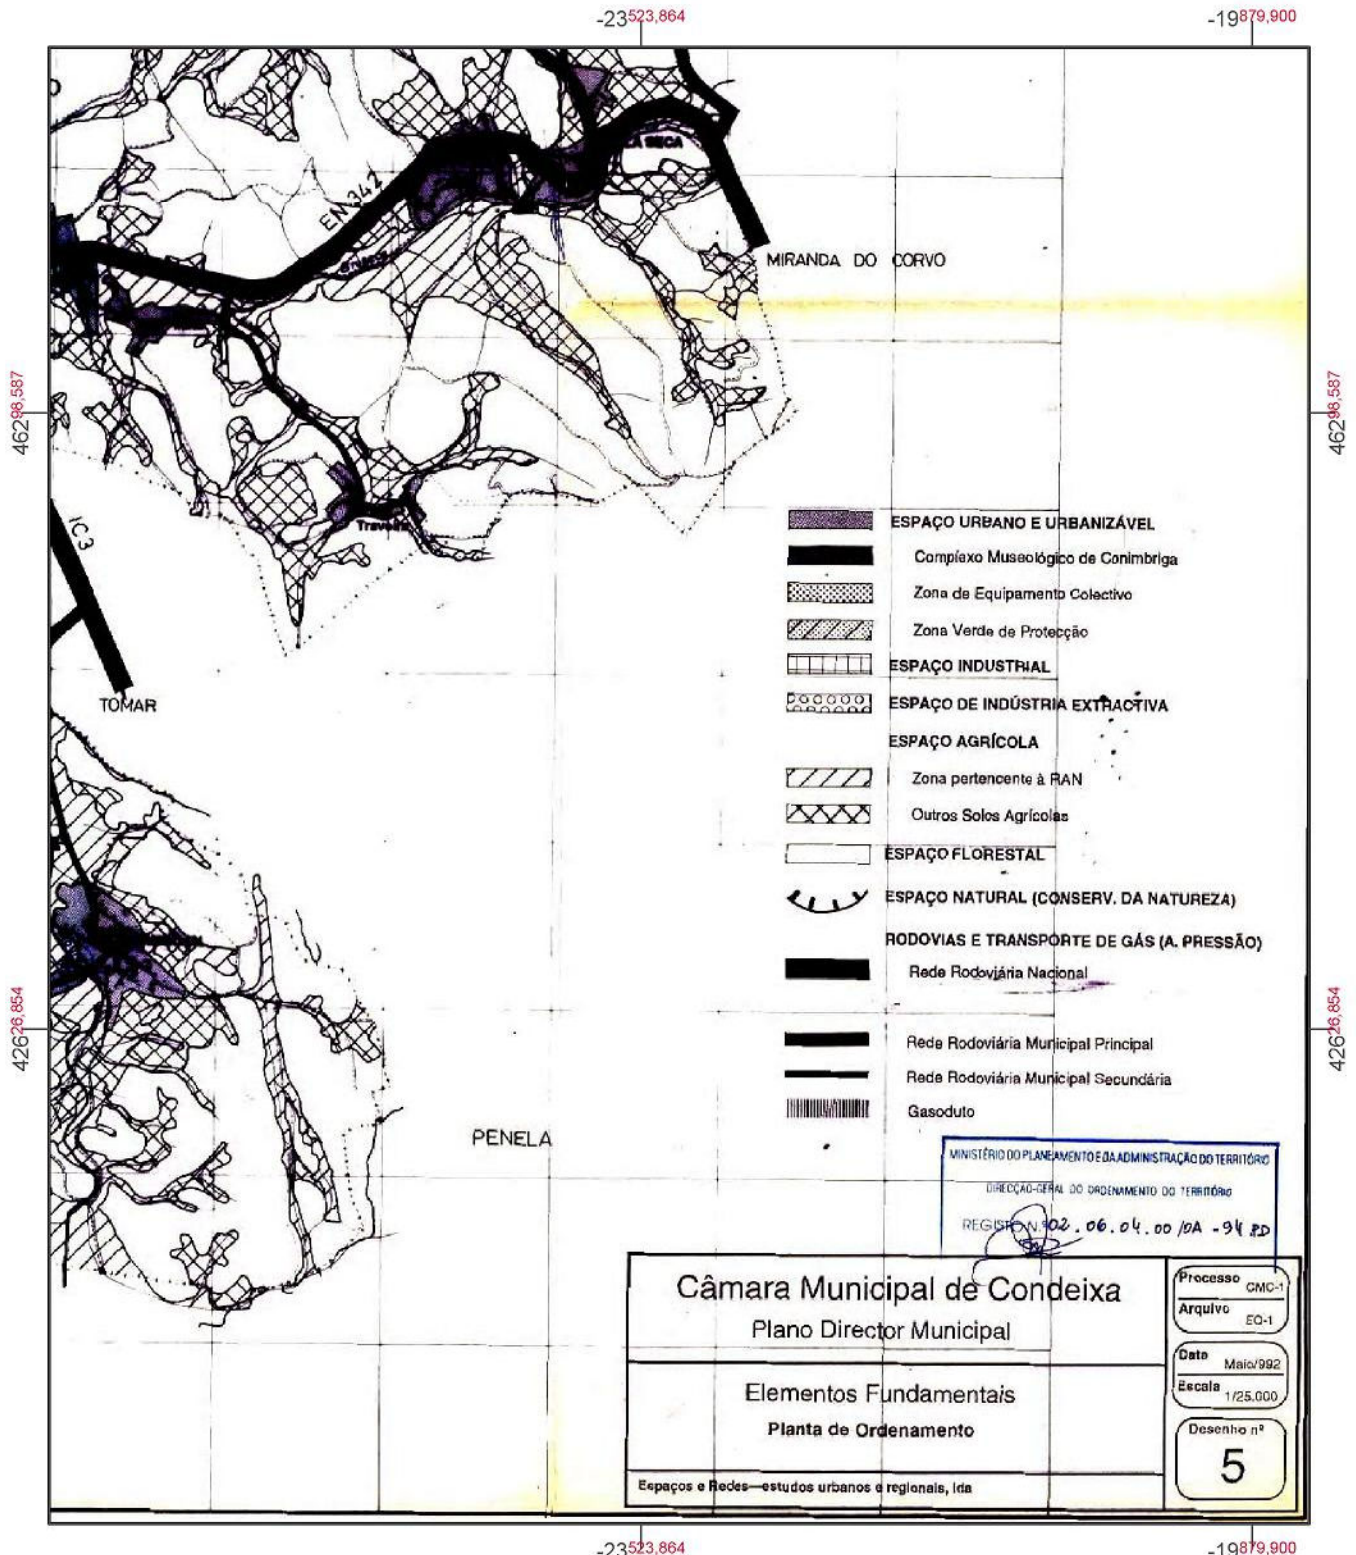 -23523,864
-19879,900
LA SECA
EN.342
MIRANDA DO CORVO
46298,587
46298,587
Traveira
IC3
TOMAR
ESPAÇO URBANO E URBANIZÁVEL
Complexo Museológico de Conimbriga
Zona de Equipamento Colectivo
Zona Verde de Protecção
ESPAÇO INDUSTRIAL
ESPAÇO DE INDÚSTRIA EXTRACTIVA
ESPAÇO AGRÍCOLA
Zona pertencente à RAN
Outros Solos Agrícolas
ESPAÇO FLORESTAL
ESPAÇO NATURAL (CONSERV. DA NATUREZA)
RODOVIAS E TRANSPORTE DE GÁS (A. PRESSÃO)
Rede Rodoviária Nacional
42626,854
42626,854
Rede Rodoviária Municipal Principal
Rede Rodoviária Municipal Secundária
Gasoduto
PENELA
MINISTÉRIO DO PLANEAMENTO E DA ADMINISTRAÇÃO DO TERRITÓRIO
DIRECÇÃO-GERAL DO ORDENAMENTO DO TERRITÓRIO
REGISTO N.º 02.06.04.00/OA-94 PD
Câmara Municipal de Condeixa
Plano Director Municipal
Elementos Fundamentais
Planta de Ordenamento
Espaços e Redes—estudos urbanos e regionais, lda
Processo CMC-1
Arquivo EO-1
Data Maio/992
Escala 1/25.000
Desenho nº
5
-23523,864
-19879,900